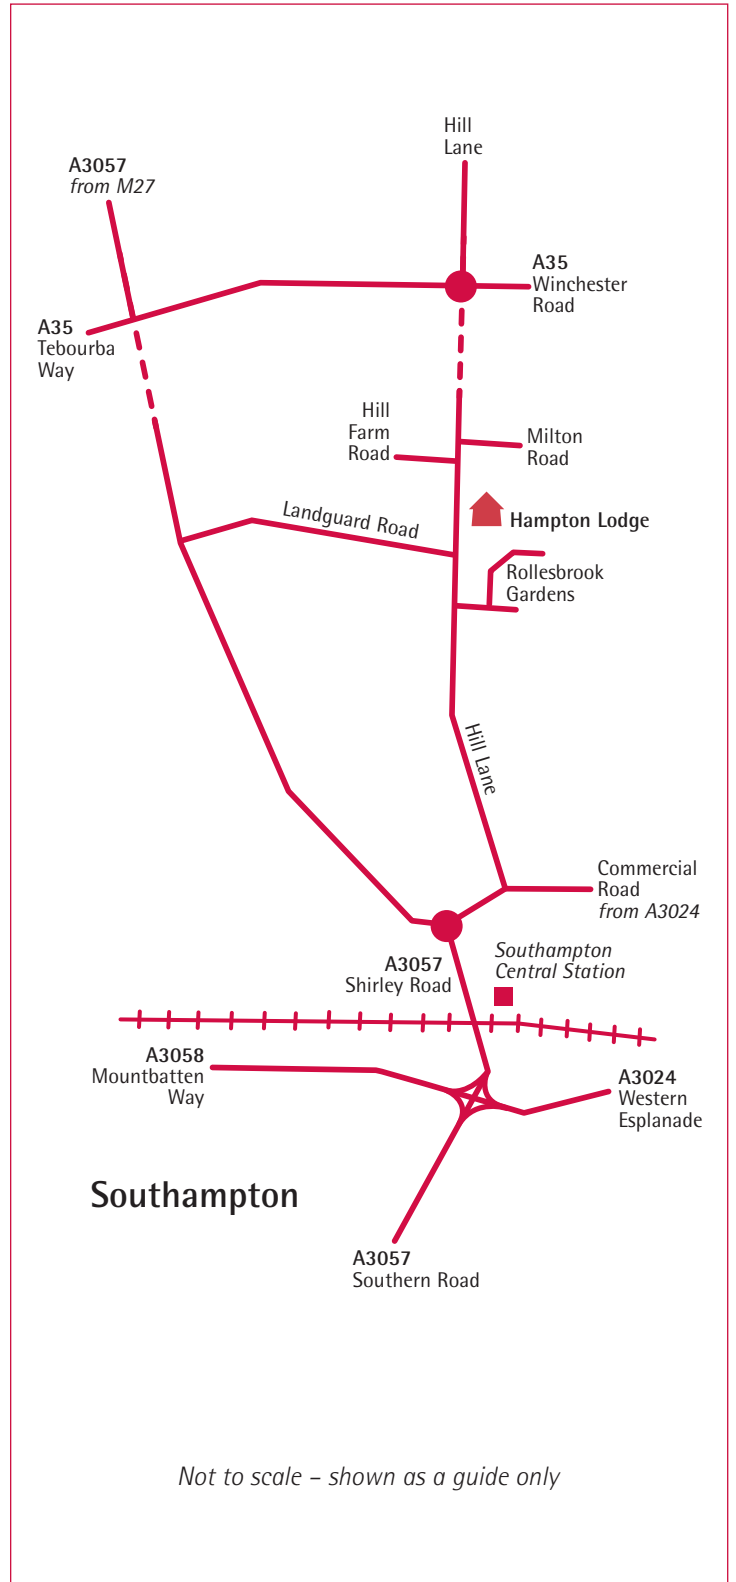 Hill
Lane
A3057
from M27
A35
Winchester
Road
A35
Tebourba
Way
Hill
Farm
Road
Milton
Road
Landguard Road
Hampton Lodge
Rollesbrook
Gardens
Hill Lane
Commercial
Road
from A3024
Southampton
Central Station
A3057
Shirley Road
A3058
Mountbatten
Way
A3024
Western
Esplanade
Southampton
A3057
Southern Road
Not to scale – shown as a guide only